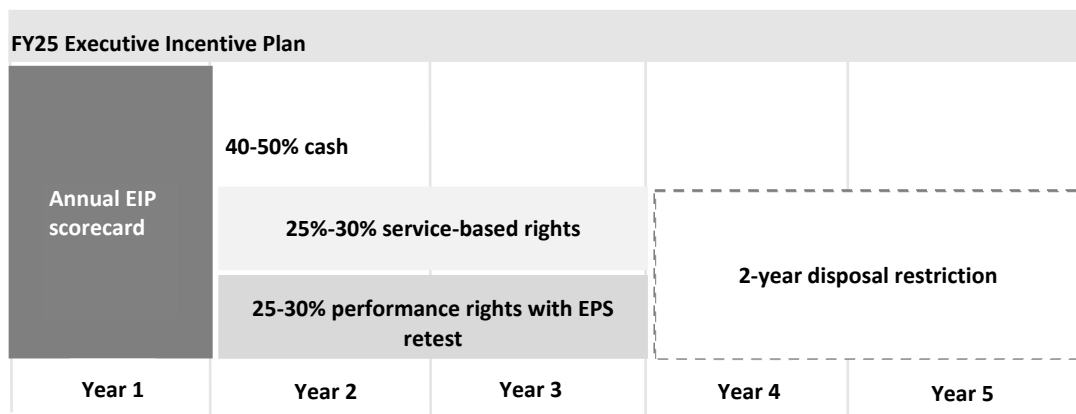 FY25 Executive Incentive Plan
40-50% cash
Annual EIP
scorecard
25%-30% service-based rights
2-year disposal restriction
25-30% performance rights with EPS
retest
Year 1
Year 2
Year 3
Year 4
Year 5